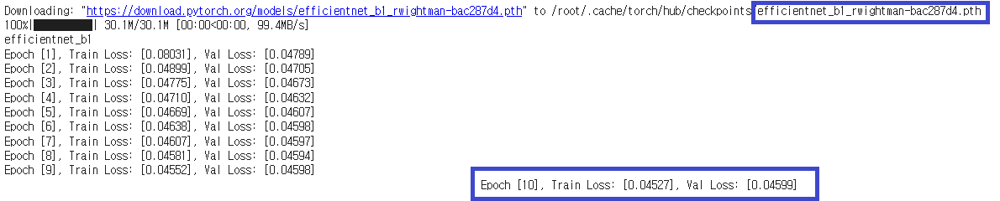 Downloading: "https://download.pytorch.org/models/efficientnet_b1_rwightman-bac287d4.pth" to /root/.cache/torch/hub/checkpoints/efficientnet_b1_rwightman-bac287d4.pth
100%|██████████| 30.1M/30.1M [00:00<00:00, 99.4MB/s]
efficientnet_b1
Epoch [1], Train Loss: [0.08031], Val Loss: [0.04789]
Epoch [2], Train Loss: [0.04899], Val Loss: [0.04705]
Epoch [3], Train Loss: [0.04775], Val Loss: [0.04673]
Epoch [4], Train Loss: [0.04710], Val Loss: [0.04632]
Epoch [5], Train Loss: [0.04669], Val Loss: [0.04607]
Epoch [6], Train Loss: [0.04638], Val Loss: [0.04598]
Epoch [7], Train Loss: [0.04607], Val Loss: [0.04597]
Epoch [8], Train Loss: [0.04581], Val Loss: [0.04594]
Epoch [9], Train Loss: [0.04552], Val Loss: [0.04598]
Epoch [10], Train Loss: [0.04527], Val Loss: [0.04599]